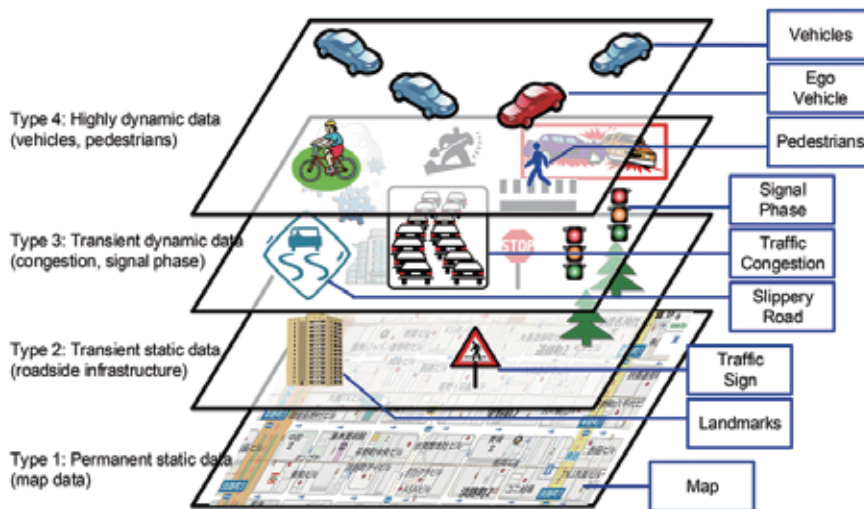 Vehicles
Ego
Vehicle
Type 4: Highly dynamic data
(vehicles, pedestrians)
Pedestrians
Signal
Phase
STOP
Type 3: Transient dynamic data
(congestion, signal phase)
Traffic
Congestion
Slippery
Road
Type 2: Transient static data
(roadside infrastructure)
Traffic
Sign
Landmarks
Type 1: Permanent static data
(map data)
Map